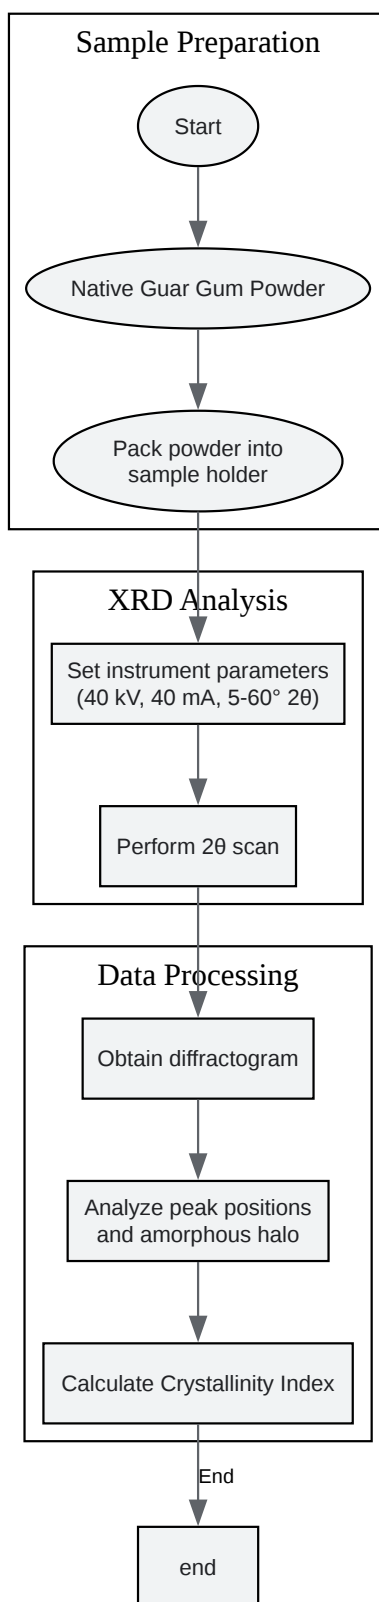 Sample Preparation
Start
Native Guar Gum Powder
Pack powder into
sample holder
XRD Analysis
Set instrument parameters
(40 kV, 40 mA, 5-60° 2θ)
Perform 2θ scan
Data Processing
Obtain diffractogram
Analyze peak positions
and amorphous halo
Calculate Crystallinity Index
End
end